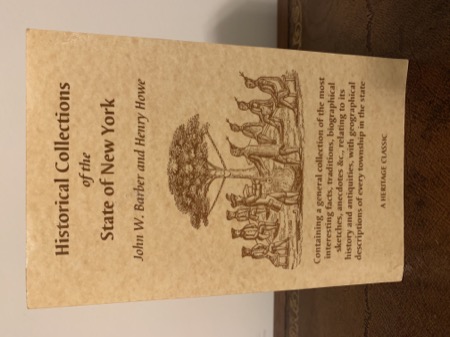 Historical Collections
of the
State of New York
John W. Barber and Henry Howe
Containing a general collection of the most
interesting facts, traditions, biographical
sketches, anecdotes &c., relating to its
history and antiquities, with geographical
descriptions of every township in the state
A HERITAGE CLASSIC